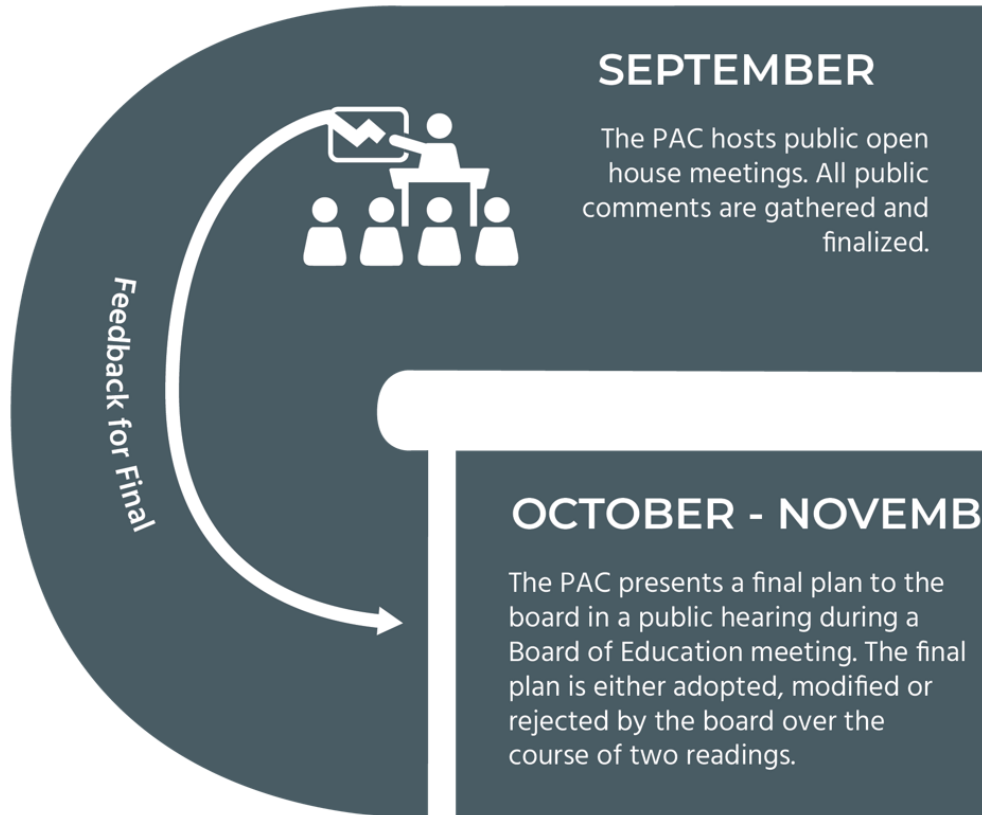 SEPTEMBER
The PAC hosts public open
house meetings. All public
comments are gathered and
finalized.
Feedback for Final
OCTOBER - NOVEMB
The PAC presents a final plan to the
board in a public hearing during a
Board of Education meeting. The final
plan is either adopted, modified or
rejected by the board over the
course of two readings.